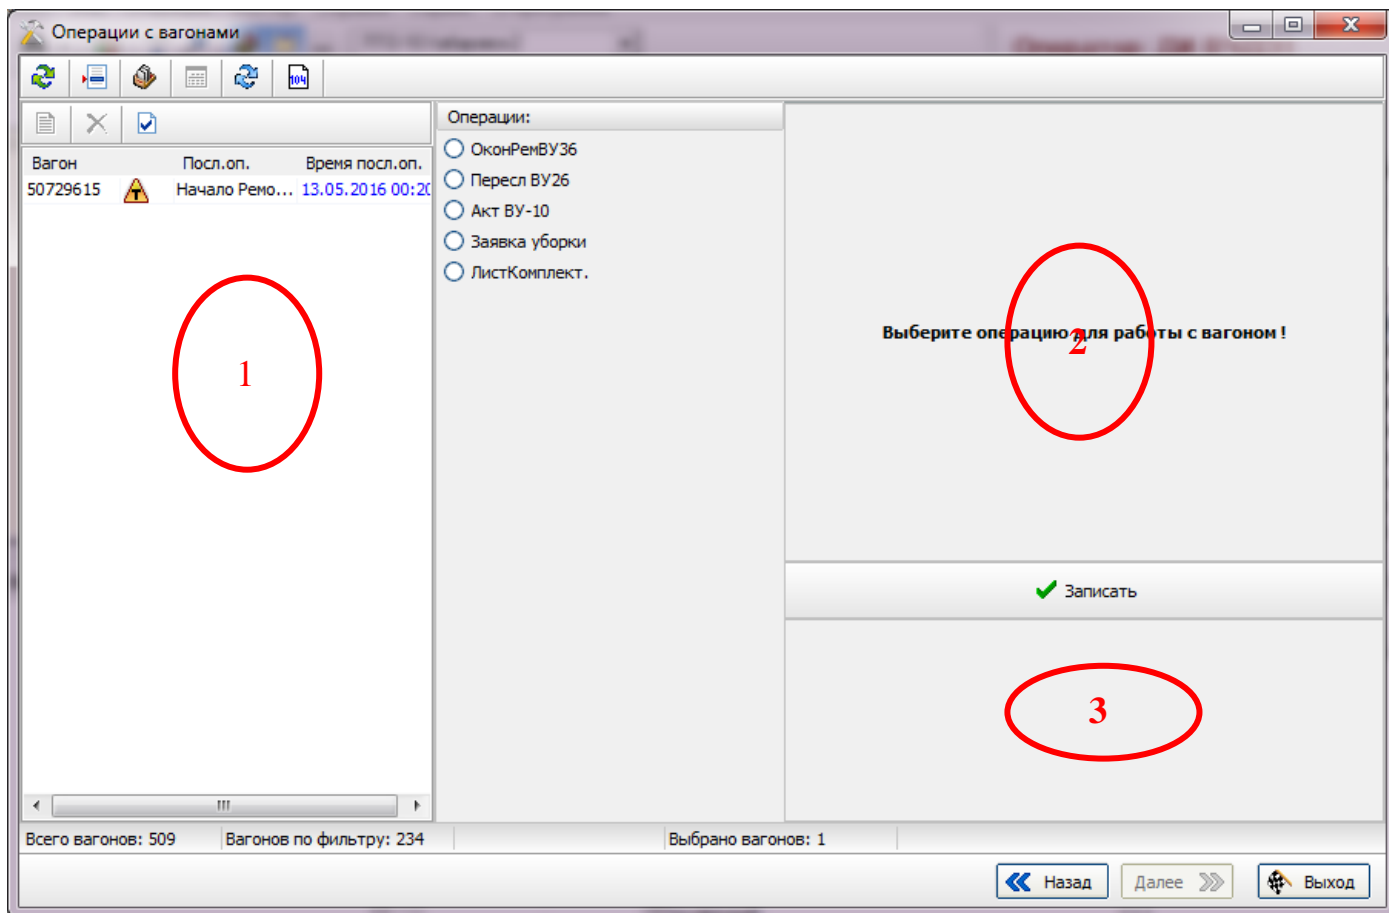 Операции с вагонами
104
Вагон Посл.оп. Время посл.оп.
50729615 Начало Ремо... 13.05.2016 00:20
1
Операции:
ОконРемВУ36
Пересл ВУ26
Акт ВУ-10
Заявка уборки
ЛистКомплект.
Выберите операцию для работы с вагоном !
2
Записать
3
Всего вагонов: 509 Вагонов по фильтру: 234 Выбрано вагонов: 1
Назад Далее Выход